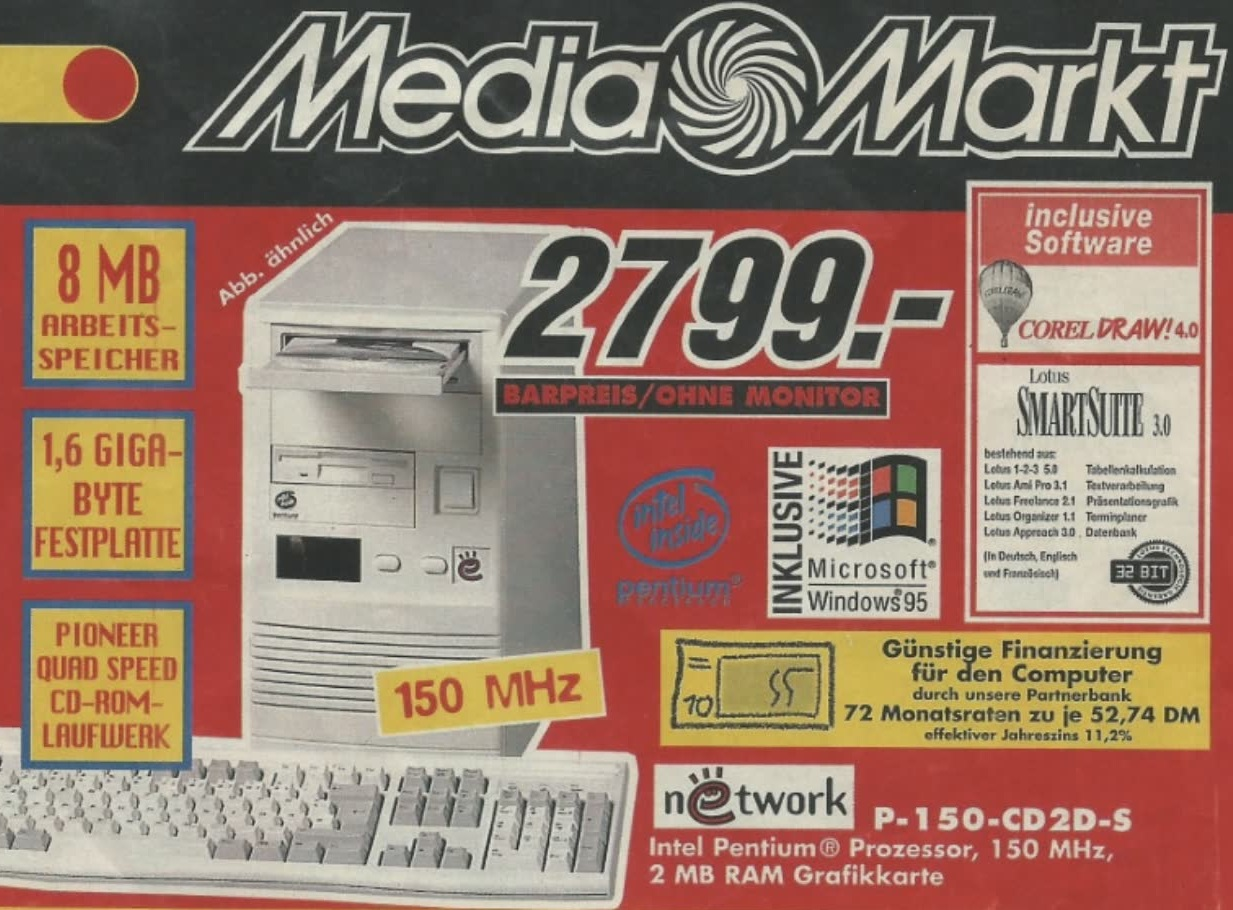 Media Markt
Abb. ähnlich
8 MB
ARBEITS-
SPEICHER
1,6 GIGA-
BYTE
FESTPLATTE
PIONEER
QUAD SPEED
CD-ROM-
LAUFWERK
2799.-
BARPREIS/OHNE MONITOR
150 MHz
intel
inside
pentium®
INKLUSIVE
Microsoft®
Windows®95
inclusive
Software
COREL DRAW! 4.0
Lotus
SMARTSUITE 3.0
bestehend aus:
Lotus 1-2-3 5.0 Tabellenkalkulation
Lotus Ami Pro 3.1 Textverarbeitung
Lotus Freelance 2.1 Präsentationsgrafik
Lotus Organizer 1.1 Terminplaner
Lotus Approach 3.0 Datenbank
(in Deutsch, Englisch
und Französisch)
32 BIT
10 55
Günstige Finanzierung
für den Computer
durch unsere Partnerbank
72 Monatsraten zu je 52,74 DM
effektiver Jahreszins 11,2%
network
P-150-CD2D-S
Intel Pentium® Prozessor, 150 MHz,
2 MB RAM Grafikkarte